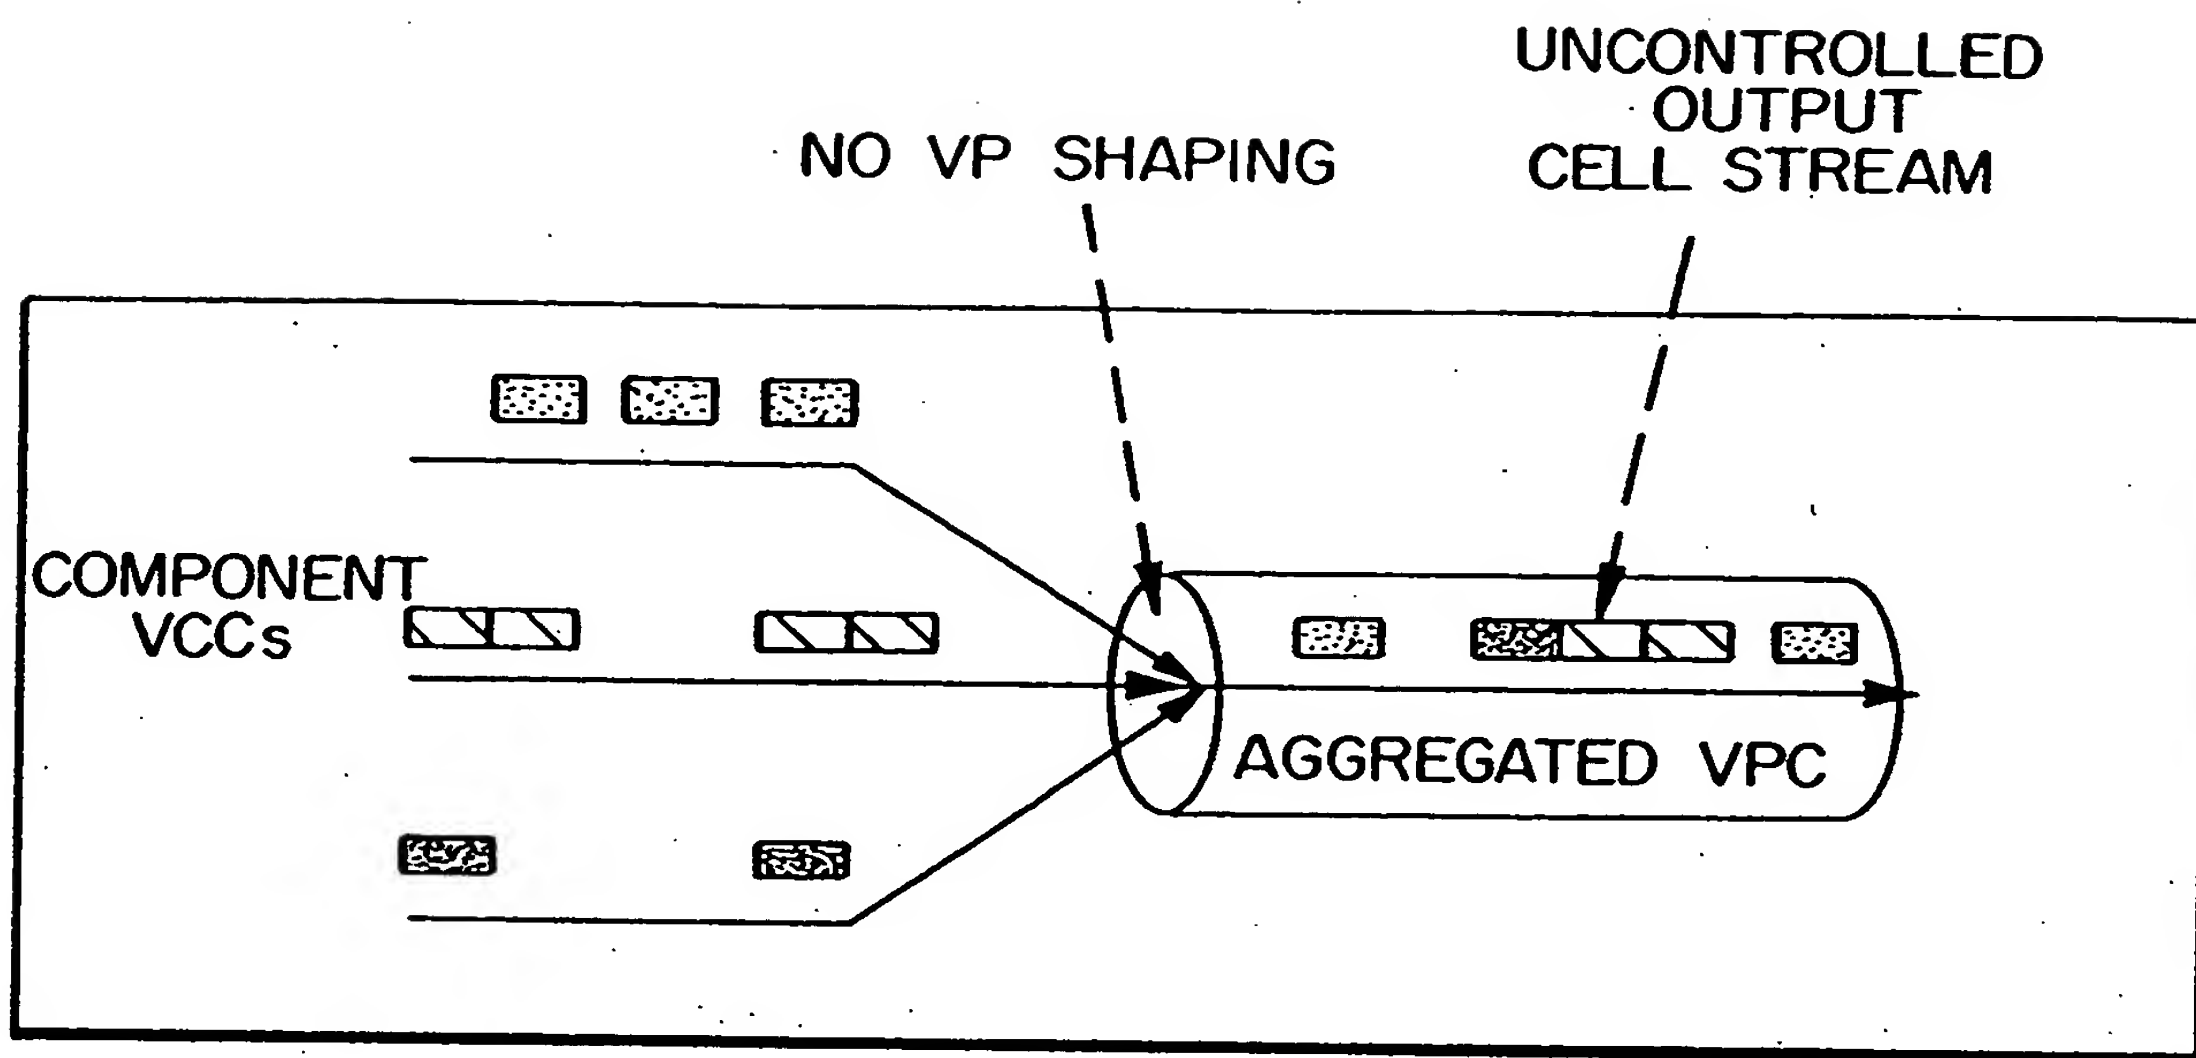 UNCONTROLLED
OUTPUT
CELL STREAM
NO VP SHAPING
COMPONENT
VCCs
AGGREGATED VPC